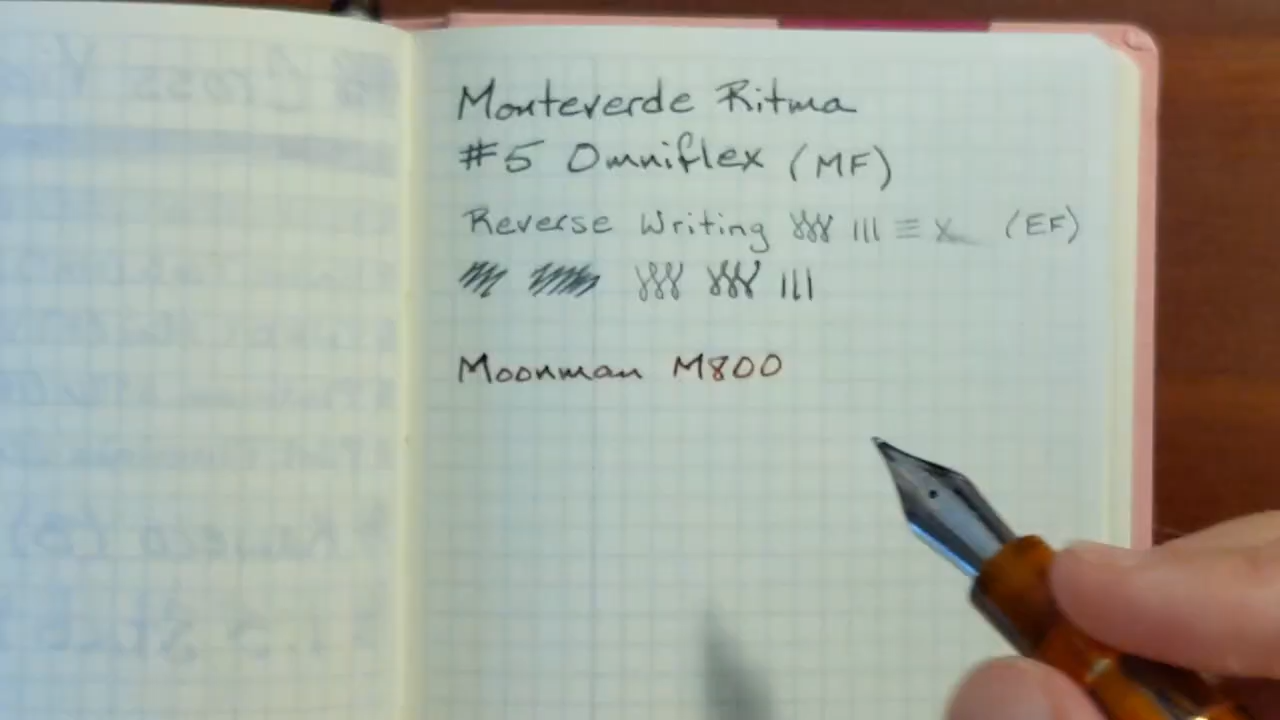 Monteverde Ritma
#5 Omniflex (MF)
Reverse Writing ||| ≡ X (EF)
Moonman M800